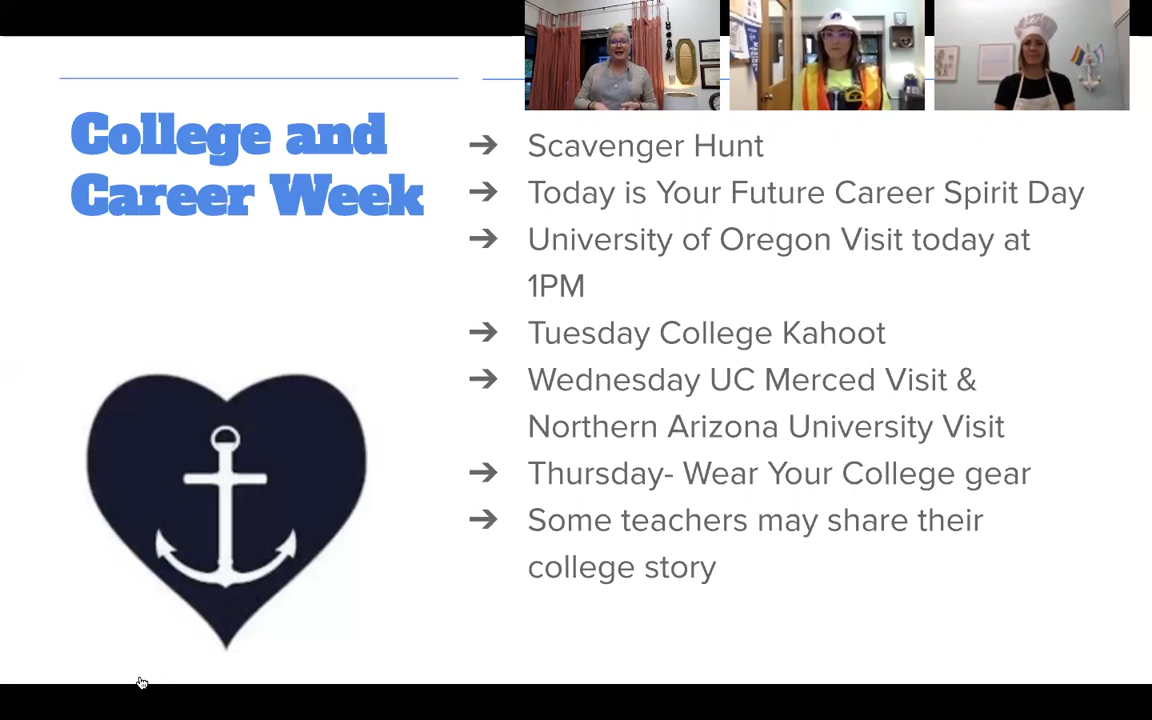 College and
Career Week
➔ Scavenger Hunt
➔ Today is Your Future Career Spirit Day
➔ University of Oregon Visit today at
1PM
➔ Tuesday College Kahoot
➔ Wednesday UC Merced Visit &
Northern Arizona University Visit
➔ Thursday- Wear Your College gear
➔ Some teachers may share their
college story